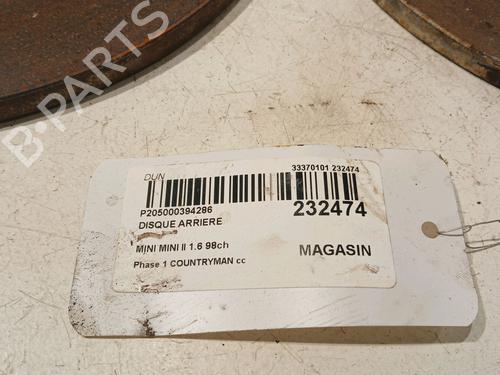 B-PARTS
DUN
33370101 232474
P205000394286
232474
DISQUE ARRIERE
MINI MINI II 1.6 98ch
MAGASIN
Phase 1 COUNTRYMAN cc